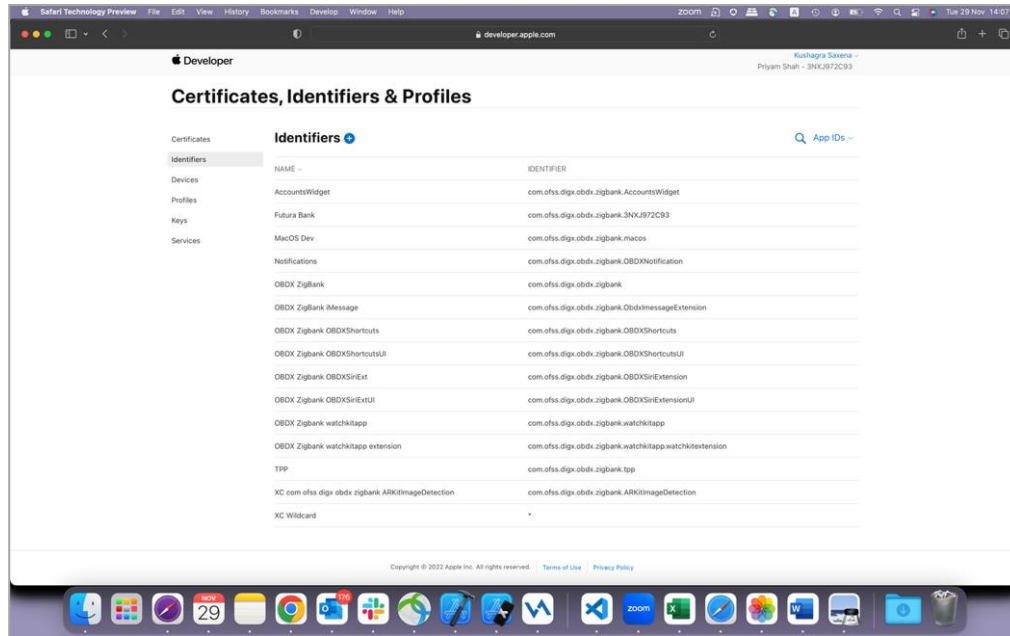 Safari Technology Preview File Edit View History Bookmarks Develop Window Help zoom Tue 29 Nov 14:07
developer.apple.com
Developer
Kushagra Saxena
Priyam Shah - 3NXJ972C93
Certificates, Identifiers & Profiles
Certificates
Identifiers
Devices
Profiles
Keys
Services
Identifiers
App IDs
NAME IDENTIFIER
AccountsWidget com.ofss.digx.obdx.zigbank.AccountsWidget
Futura Bank com.ofss.digx.obdx.zigbank.3NXJ972C93
MacOS Dev com.ofss.digx.obdx.zigbank.macos
Notifications com.ofss.digx.obdx.zigbank.OBDXNotification
OBDX ZigBank com.ofss.digx.obdx.zigbank
OBDX ZigBank iMessage com.ofss.digx.obdx.zigbank.ObdxImessageExtension
OBDX Zigbank OBDXShortcuts com.ofss.digx.obdx.zigbank.OBDXShortcuts
OBDX Zigbank OBDXShortcutsUI com.ofss.digx.obdx.zigbank.OBDXShortcutsUI
OBDX Zigbank OBDXSiriExt com.ofss.digx.obdx.zigbank.OBDXSiriExtension
OBDX Zigbank OBDXSiriExtUI com.ofss.digx.obdx.zigbank.OBDXSiriExtensionUI
OBDX Zigbank watchkitapp com.ofss.digx.obdx.zigbank.watchkitapp
OBDX Zigbank watchkitapp extension com.ofss.digx.obdx.zigbank.watchkitapp.watchkitextension
TPP com.ofss.digx.obdx.zigbank.tpp
XC com ofss digx obdx zigbank ARKitImageDetection com.ofss.digx.obdx.zigbank.ARKitImageDetection
XC Wildcard *
Copyright © 2022 Apple Inc. All rights reserved. Terms of Use Privacy Policy
NOV
29
176
zoom